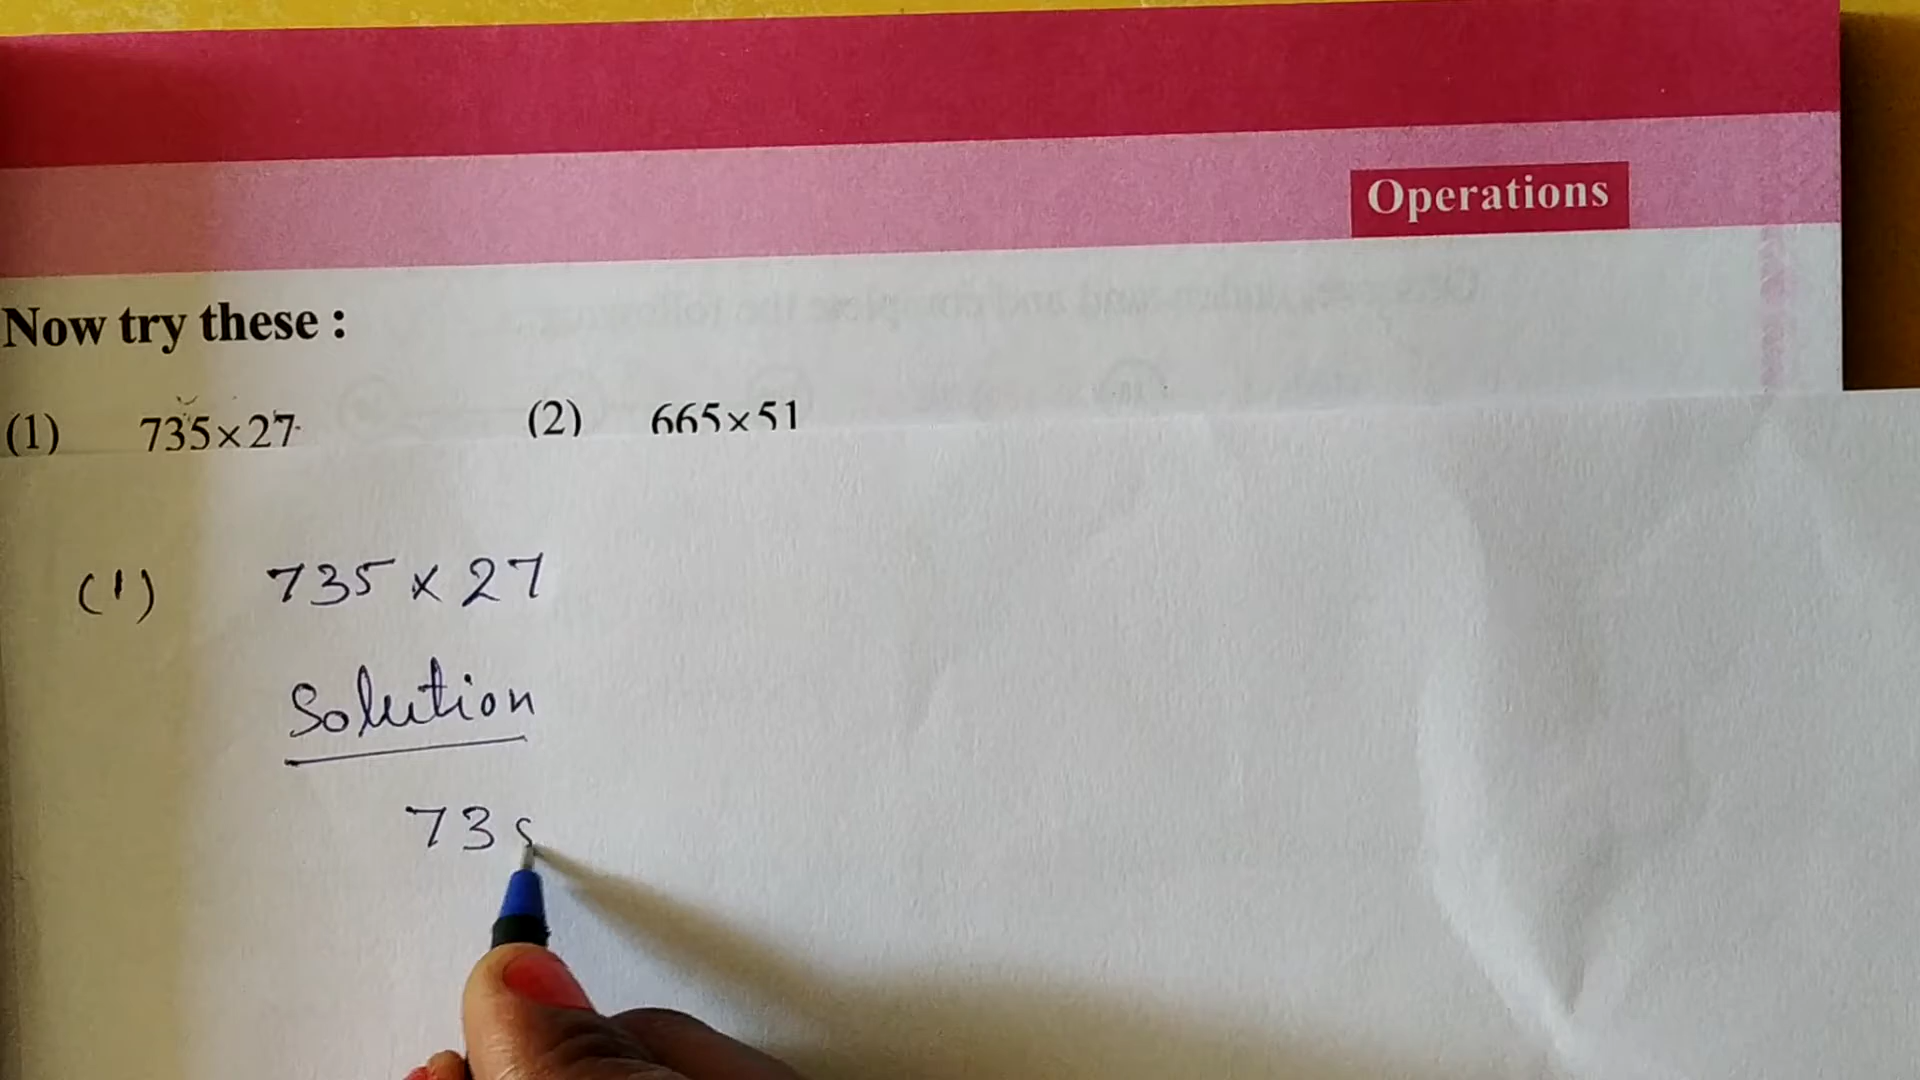 Operations
Now try these :
(1) 735×27 (2) 665×51
(1) 735 × 27
Solution
735